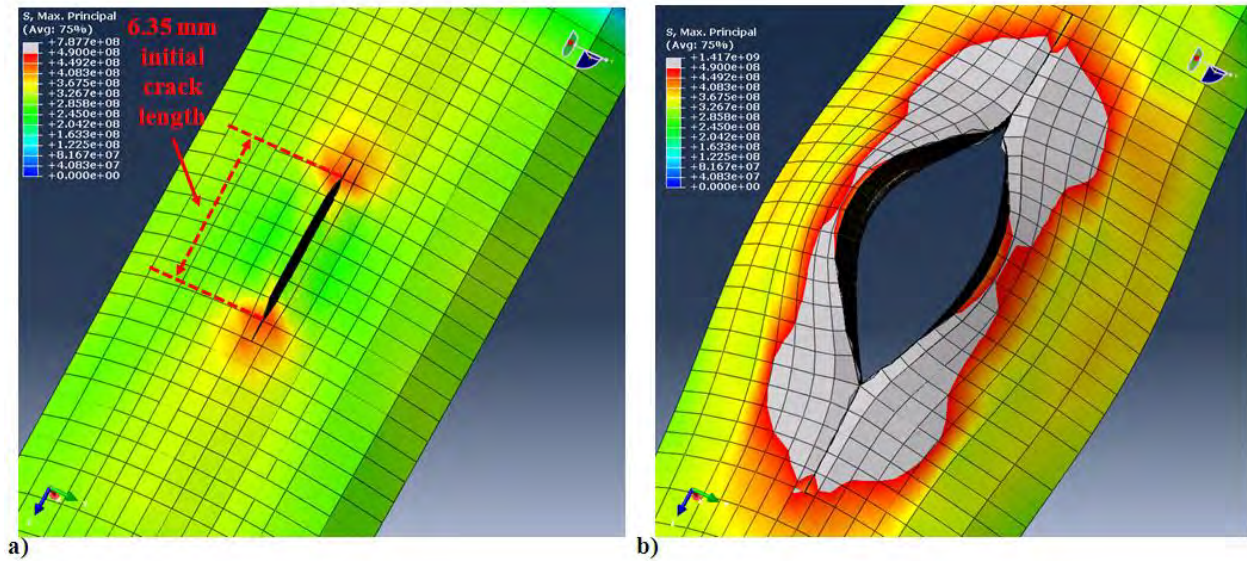 S, Max. Principal
(Avg: 75%)
+7.877e+08
+4.900e+08
+4.492e+08
+4.083e+08
+3.675e+08
+3.267e+08
+2.858e+08
+2.450e+08
+2.042e+08
+1.633e+08
+1.225e+08
+8.167e+07
+4.083e+07
+0.000e+00
6.35 mm
initial
crack
length
a)
S, Max. Principal
(Avg: 75%)
+1.417e+09
+4.900e+08
+4.492e+08
+4.083e+08
+3.675e+08
+3.267e+08
+2.858e+08
+2.450e+08
+2.042e+08
+1.633e+08
+1.225e+08
+8.167e+07
+4.083e+07
+0.000e+00
b)